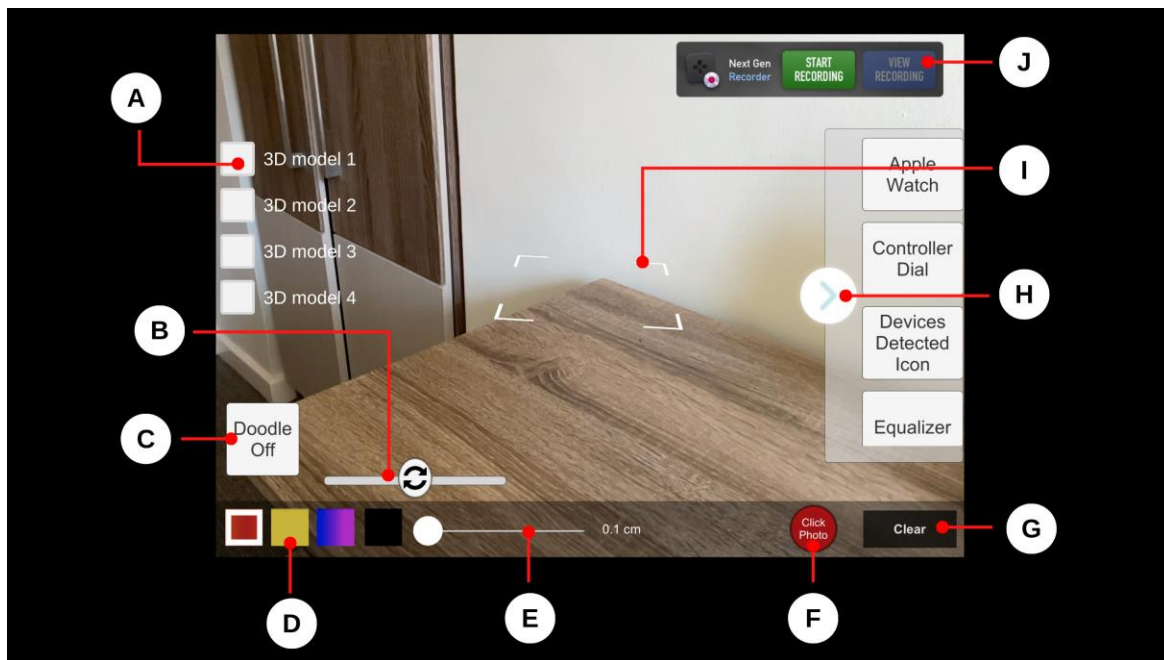 J
Next Gen
Recorder
START
RECORDING
VIEW
RECORDING
A
3D model 1
3D model 2
3D model 3
3D model 4
I
Apple
Watch
Controller
Dial
H
Devices
Detected
Icon
Equalizer
B
C
Doodle
Off
0.1 cm
Click
Photo
Clear
G
D
E
F